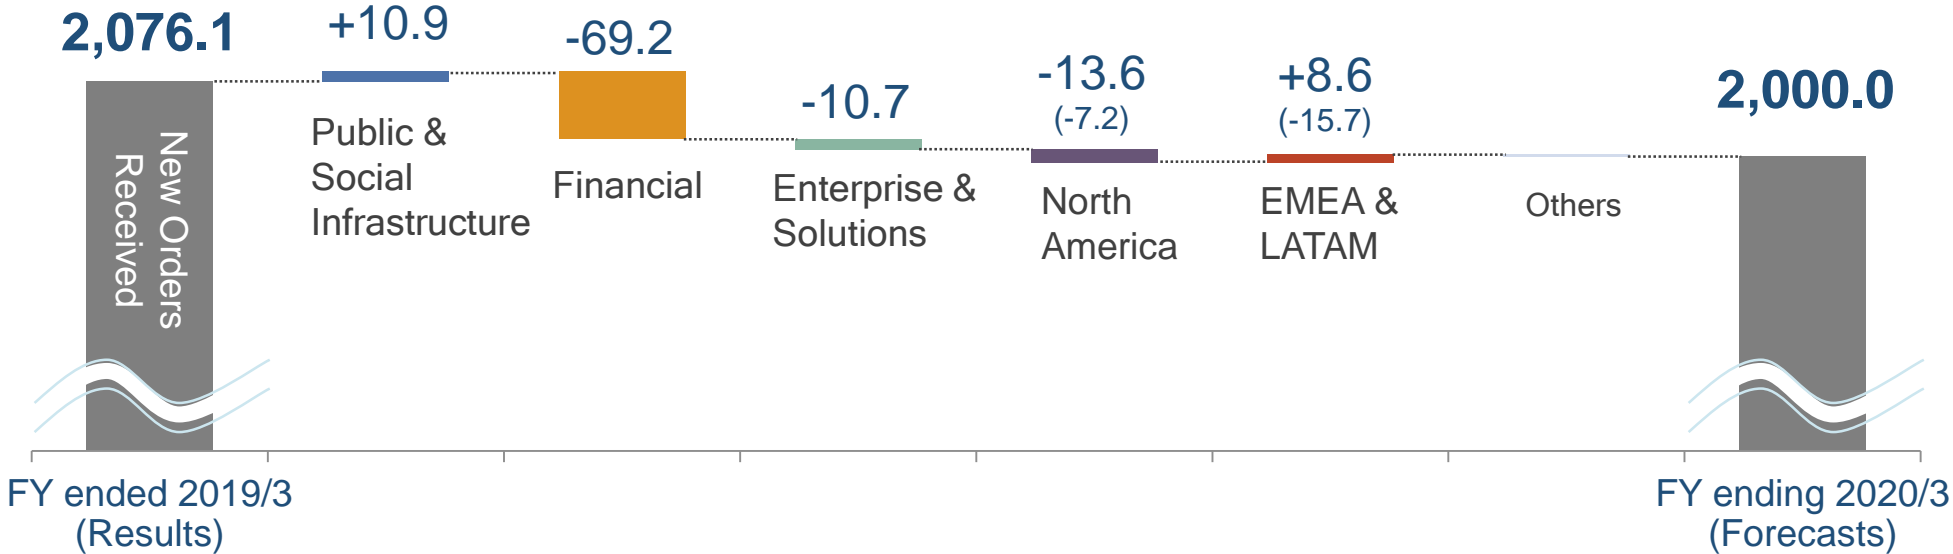 2,076.1
+10.9
-69.2
-10.7
-13.6
(-7.2)
+8.6
(-15.7)
2,000.0
New Orders
Received
Public &
Social
Infrastructure
Financial
Enterprise &
Solutions
North
America
EMEA &
LATAM
Others
FY ended 2019/3
(Results)
FY ending 2020/3
(Forecasts)